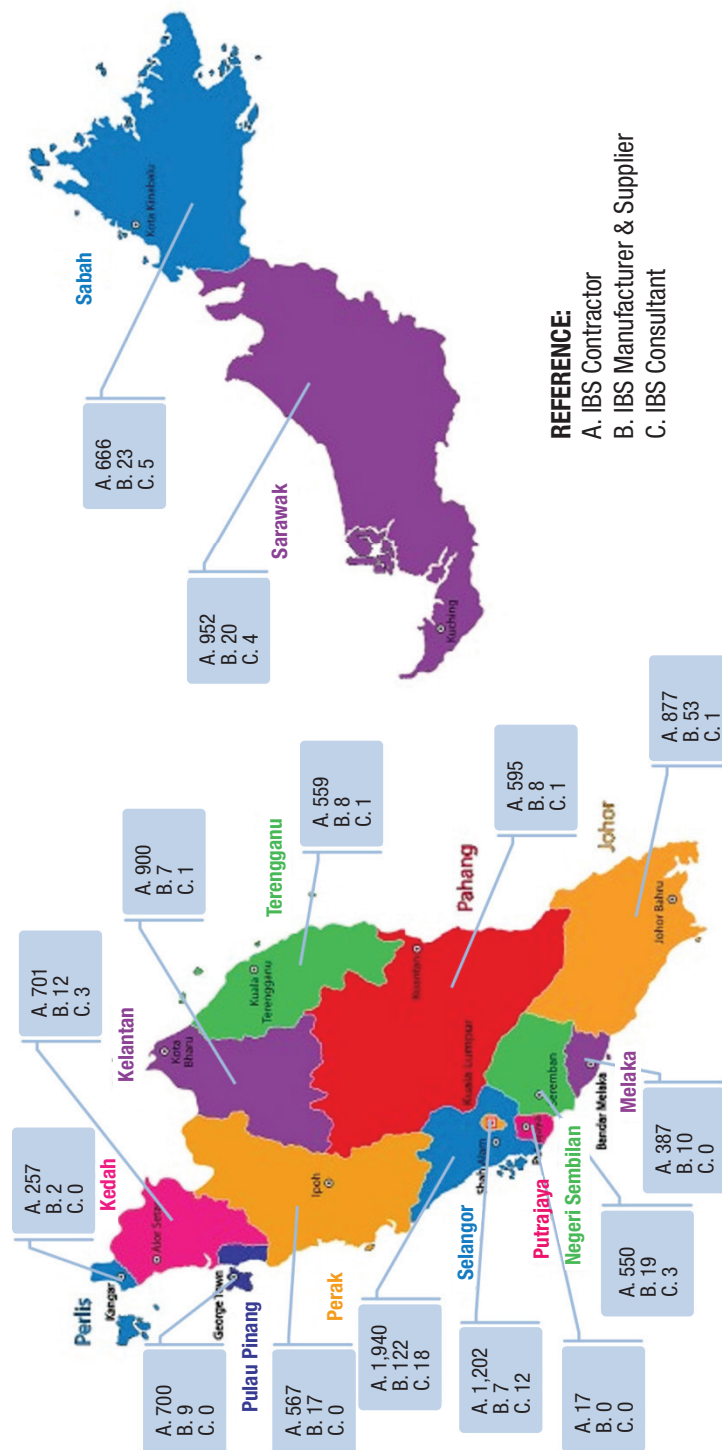 Perlis
Kangar
A. 257
B. 2
C. 0
Kedah
Alor Seta
A. 701
B. 12
C. 3
A. 700
B. 9
C. 0
George Town
Pulau Pinang
Kelantan
Kota
Bharu
A. 900
B. 7
C. 1
Terengganu
Kuala
Terengganu
A. 559
B. 8
C. 1
A. 567
B. 17
C. 0
Perak
Ipoh
Pahang
Kuantan
A. 595
B. 8
C. 1
A. 1,940
B. 122
C. 18
Selangor
Shah Alam
Kuala Lumpur
A. 1,202
B. 7
C. 12
Putrajaya
A. 17
B. 0
C. 0
Negeri Sembilan
Seremban
A. 550
B. 19
C. 3
Melaka
Bandar Melaka
A. 387
B. 10
C. 0
Johor
Johor Bahru
A. 877
B. 53
C. 1
Sarawak
Kuching
A. 952
B. 20
C. 4
Sabah
Kota Kinabalu
A. 666
B. 23
C. 5
REFERENCE:
A. IBS Contractor
B. IBS Manufacturer & Supplier
C. IBS Consultant